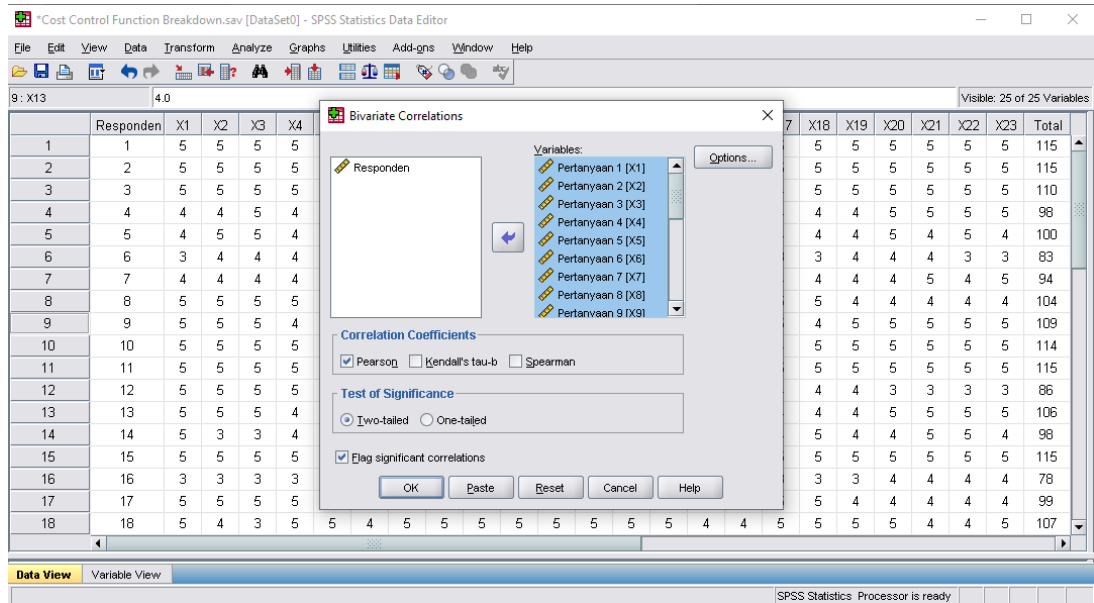 *Cost Control Function Breakdown.sav [DataSet0] - SPSS Statistics Data Editor
File Edit View Data Transform Analyze Graphs Utilities Add-ons Window Help
9 : X13 4.0 Visible: 25 of 25 Variables
Responden X1 X2 X3 X4 7 X18 X19 X20 X21 X22 X23 Total
1 1 5 5 5 5 5 5 5 5 5 5 115
2 2 5 5 5 5 5 5 5 5 5 5 115
3 3 5 5 5 5 5 5 5 5 5 5 110
4 4 4 4 5 4 4 4 5 5 5 5 98
5 5 4 5 5 4 4 4 5 4 5 4 100
6 6 3 4 4 4 3 4 4 4 3 3 83
7 7 4 4 4 4 4 4 4 5 4 5 94
8 8 5 5 5 5 5 4 4 4 4 4 104
9 9 5 5 5 4 4 5 5 5 5 5 109
10 10 5 5 5 5 5 5 5 5 5 5 114
11 11 5 5 5 5 5 5 5 5 5 5 115
12 12 5 5 5 5 4 4 3 3 3 3 86
13 13 5 5 5 4 4 4 5 5 5 5 106
14 14 5 3 3 4 5 4 4 5 5 4 98
15 15 5 5 5 5 5 5 5 5 5 5 115
16 16 3 3 3 3 3 3 4 4 4 4 78
17 17 5 5 5 5 5 4 4 4 4 4 99
18 18 5 4 3 5 5 4 5 5 5 5 5 5 5 5 4 4 5 5 5 5 4 4 5 107
Bivariate Correlations
Variables:
Responden
Pertanyaan 1 [X1]
Pertanyaan 2 [X2]
Pertanyaan 3 [X3]
Pertanyaan 4 [X4]
Pertanyaan 5 [X5]
Pertanyaan 6 [X6]
Pertanyaan 7 [X7]
Pertanyaan 8 [X8]
Pertanyaan 9 [X9]
Options...
Correlation Coefficients
Pearson Kendall's tau-b Spearman
Test of Significance
Two-tailed One-tailed
Flag significant correlations
OK Paste Reset Cancel Help
Data View Variable View
SPSS Statistics Processor is ready